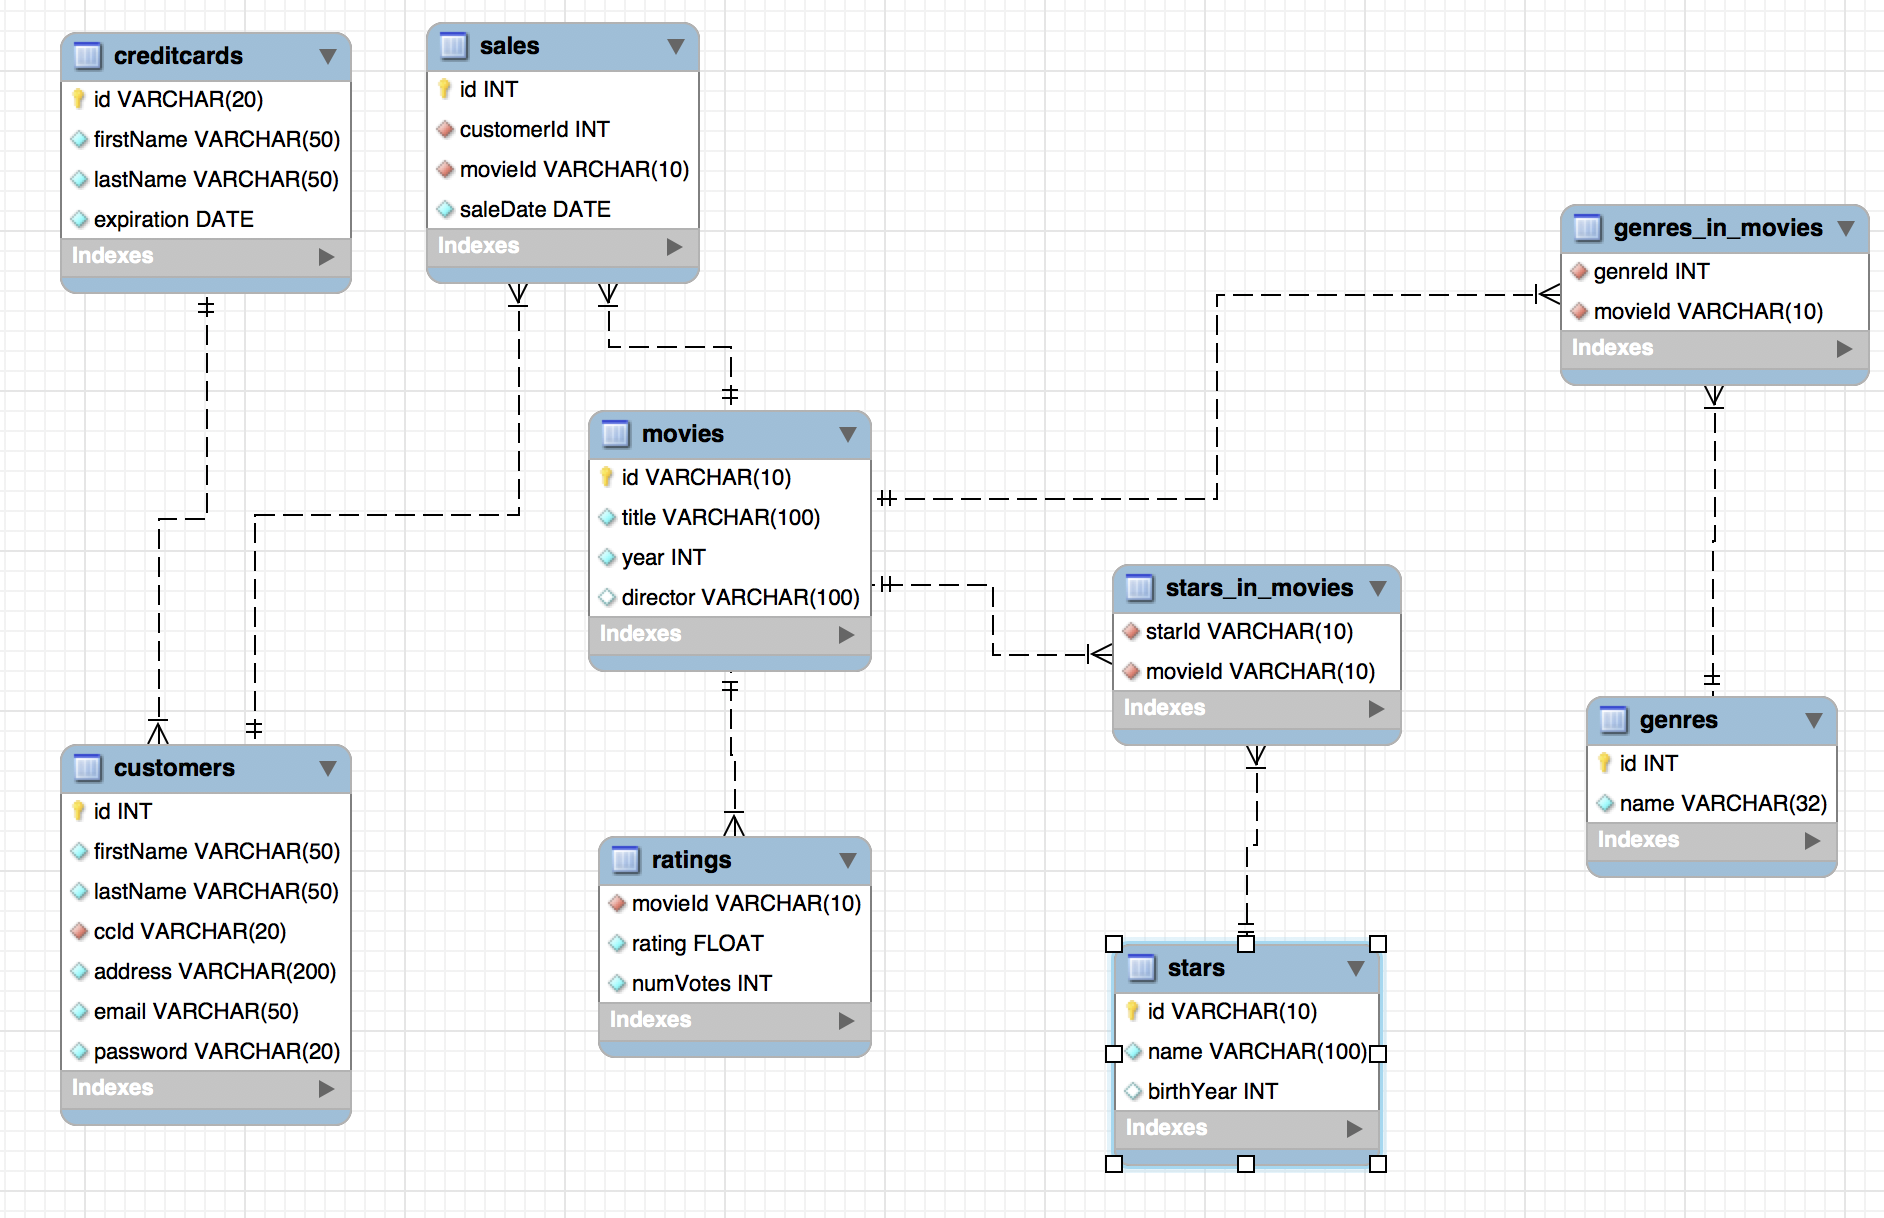 creditcards
id VARCHAR(20)
firstName VARCHAR(50)
lastName VARCHAR(50)
expiration DATE
Indexes
sales
id INT
customerId INT
movieId VARCHAR(10)
saleDate DATE
Indexes
genres_in_movies
genreId INT
movieId VARCHAR(10)
Indexes
movies
id VARCHAR(10)
title VARCHAR(100)
year INT
director VARCHAR(100)
Indexes
stars_in_movies
starId VARCHAR(10)
movieId VARCHAR(10)
Indexes
genres
id INT
name VARCHAR(32)
Indexes
customers
id INT
firstName VARCHAR(50)
lastName VARCHAR(50)
ccId VARCHAR(20)
address VARCHAR(200)
email VARCHAR(50)
password VARCHAR(20)
Indexes
ratings
movieId VARCHAR(10)
rating FLOAT
numVotes INT
Indexes
stars
id VARCHAR(10)
name VARCHAR(100)
birthYear INT
Indexes